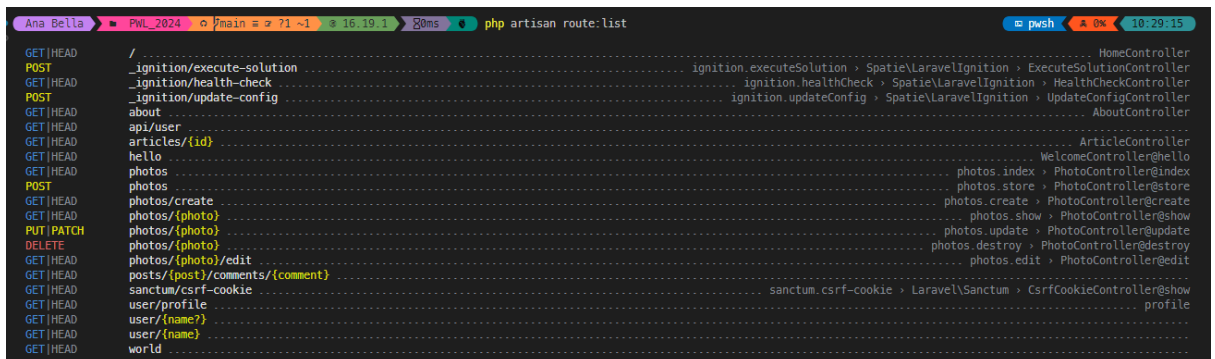 Ana Bella PWL_2024 main ≡ ?1 ~1 16.19.1 0ms php artisan route:list pwsh 0% 10:29:15
GET|HEAD / HomeController
POST _ignition/execute-solution ignition.executeSolution › Spatie\LaravelIgnition › ExecuteSolutionController
GET|HEAD _ignition/health-check ignition.healthCheck › Spatie\LaravelIgnition › HealthCheckController
POST _ignition/update-config ignition.updateConfig › Spatie\LaravelIgnition › UpdateConfigController
GET|HEAD about AboutController
GET|HEAD api/user
GET|HEAD articles/{id} ArticleController
GET|HEAD hello WelcomeController@hello
GET|HEAD photos photos.index › PhotoController@index
POST photos photos.store › PhotoController@store
GET|HEAD photos/create photos.create › PhotoController@create
GET|HEAD photos/{photo} photos.show › PhotoController@show
PUT|PATCH photos/{photo} photos.update › PhotoController@update
DELETE photos/{photo} photos.destroy › PhotoController@destroy
GET|HEAD photos/{photo}/edit photos.edit › PhotoController@edit
GET|HEAD posts/{post}/comments/{comment}
GET|HEAD sanctum/csrf-cookie sanctum.csrf-cookie › Laravel\Sanctum › CsrfCookieController@show
GET|HEAD user/profile profile
GET|HEAD user/{name?}
GET|HEAD user/{name}
GET|HEAD world